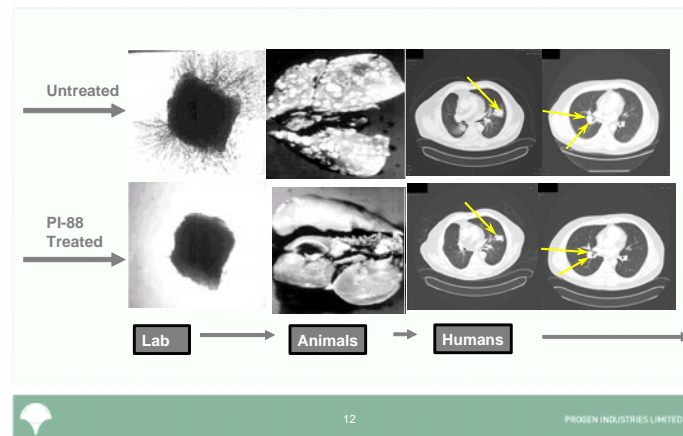 Untreated
PI-88
Treated
Lab
Animals
Humans
12
PROGEN INDUSTRIES LIMITED